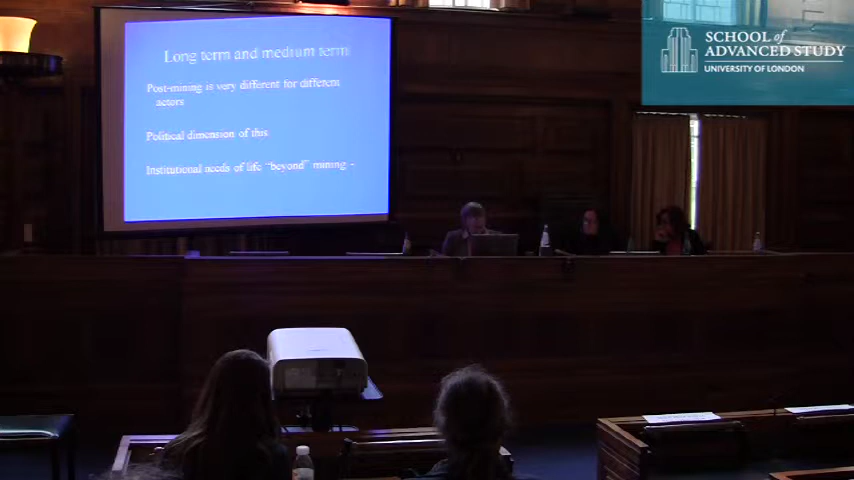 Long term and medium term
Post-mining is very different for different
actors
Political dimension of this
Institutional needs of life "beyond" mining -
SCHOOL of
ADVANCED STUDY
UNIVERSITY OF LONDON